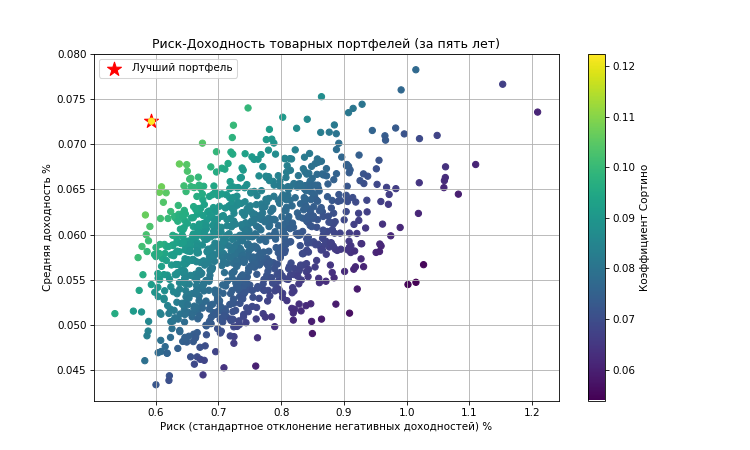 Риск-Доходность товарных портфелей (за пять лет)
Лучший портфель
Средняя доходность %
0.080
0.075
0.070
0.065
0.060
0.055
0.050
0.045
0.6 0.7 0.8 0.9 1.0 1.1 1.2
Риск (стандартное отклонение негативных доходностей) %
0.12
0.11
0.10
0.09
0.08
0.07
0.06
Коэффициент Сортино